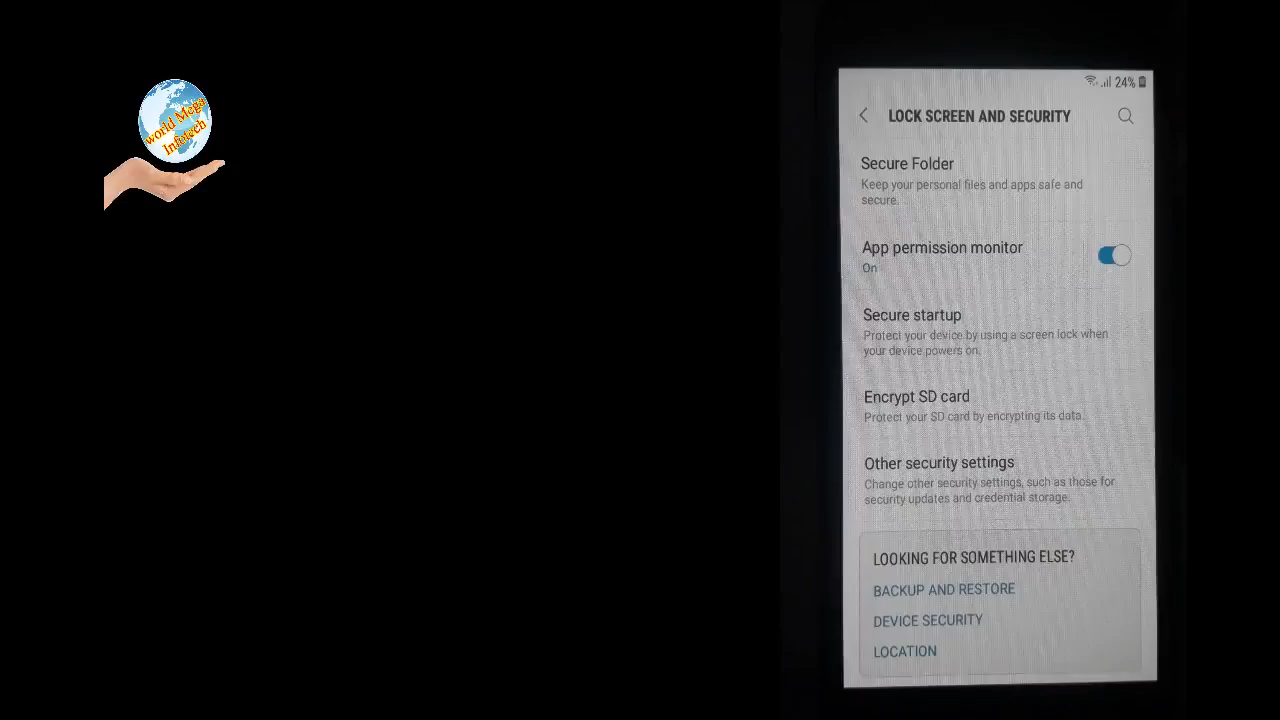 world Mega
Infotech
24%
LOCK SCREEN AND SECURITY
Secure Folder
Keep your personal files and apps safe and
secure.
App permission monitor
On
Secure startup
Protect your device by using a screen lock when
your device powers on.
Encrypt SD card
Protect your SD card by encrypting its data.
Other security settings
Change other security settings, such as those for
security updates and credential storage.
LOOKING FOR SOMETHING ELSE?
BACKUP AND RESTORE
DEVICE SECURITY
LOCATION